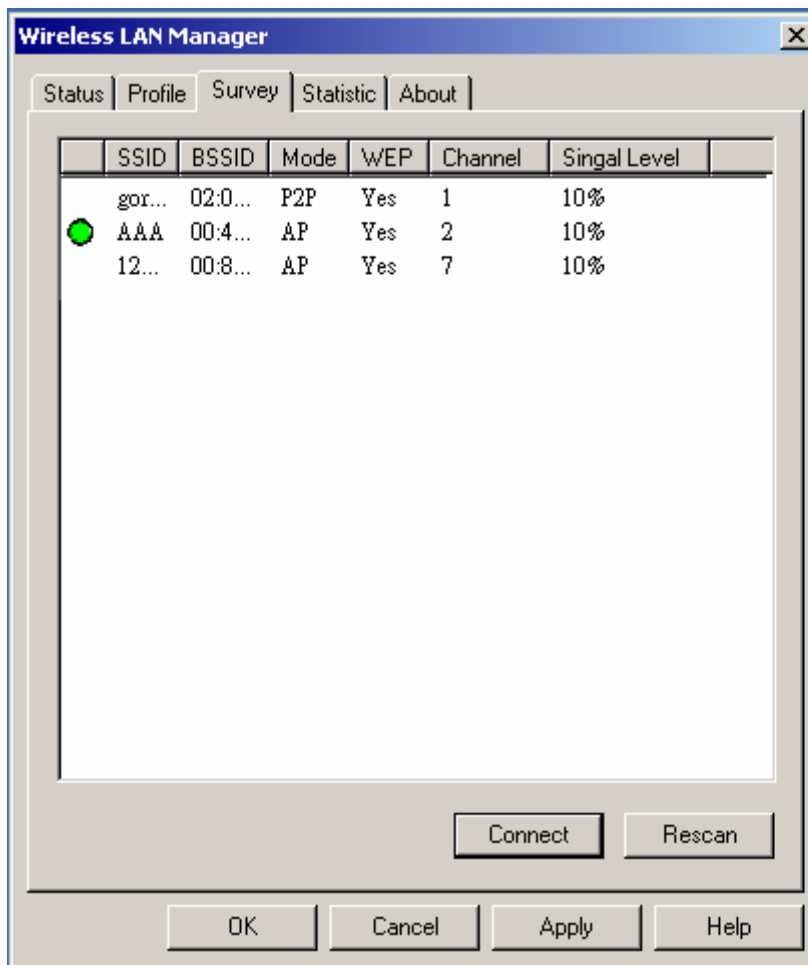 Wireless LAN Manager
Status Profile Survey Statistic About
SSID BSSID Mode WEP Channel Singal Level
gor... 02:0... P2P Yes 1 10%
AAA 00:4... AP Yes 2 10%
12... 00:8... AP Yes 7 10%
Connect Rescan
OK Cancel Apply Help